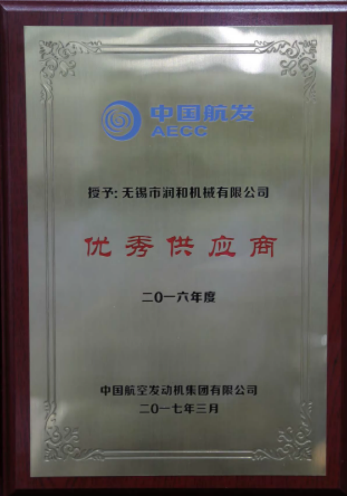 中国航发
AECC
授予:无锡市润和机械有限公司
优秀供应商
二〇一六年度
中国航空发动机集团有限公司
二〇一七年三月